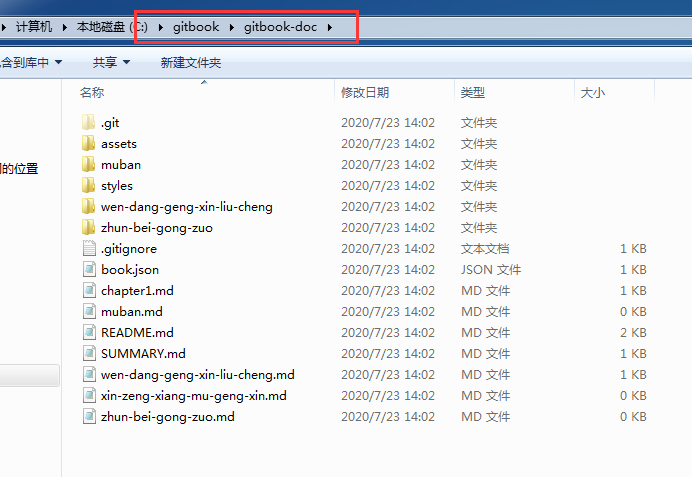 计算机 本地磁盘 (C:) gitbook gitbook-doc
含到库中 共享 新建文件夹
名称 修改日期 类型 大小
.git 2020/7/23 14:02 文件夹
assets 2020/7/23 14:02 文件夹
muban 2020/7/23 14:02 文件夹
的位置
styles 2020/7/23 14:02 文件夹
wen-dang-geng-xin-liu-cheng 2020/7/23 14:02 文件夹
zhun-bei-gong-zuo 2020/7/23 14:02 文件夹
.gitignore 2020/7/23 14:02 文本文档 1 KB
book.json 2020/7/23 14:02 JSON 文件 1 KB
chapter1.md 2020/7/23 14:02 MD 文件 1 KB
muban.md 2020/7/23 14:02 MD 文件 0 KB
README.md 2020/7/23 14:02 MD 文件 2 KB
SUMMARY.md 2020/7/23 14:02 MD 文件 1 KB
wen-dang-geng-xin-liu-cheng.md 2020/7/23 14:02 MD 文件 1 KB
xin-zeng-xiang-mu-geng-xin.md 2020/7/23 14:02 MD 文件 0 KB
zhun-bei-gong-zuo.md 2020/7/23 14:02 MD 文件 0 KB